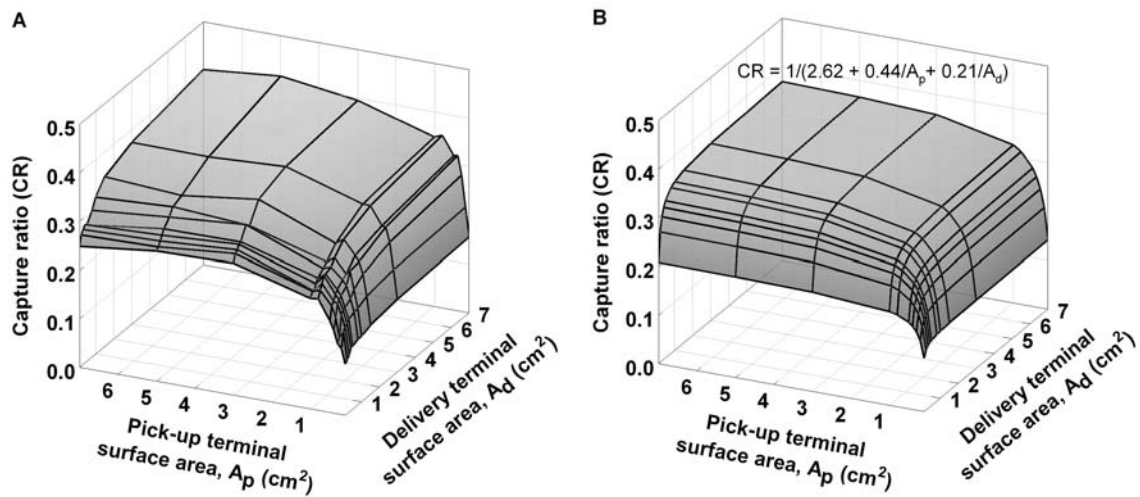 A
0.5
0.4
0.3
0.2
0.1
0.0
Capture ratio (CR)
6
5
4
3
2
1
Pick-up terminal
surface area, Ap (cm²)
1
2
3
4
5
6
7
Delivery terminal
surface area, Ad (cm²)
B
CR = 1/(2.62 + 0.44/Ap+ 0.21/Ad)
0.5
0.4
0.3
0.2
0.1
0.0
Capture ratio (CR)
6
5
4
3
2
1
Pick-up terminal
surface area, Ap (cm²)
1
2
3
4
5
6
7
Delivery terminal
surface area, Ad (cm²)